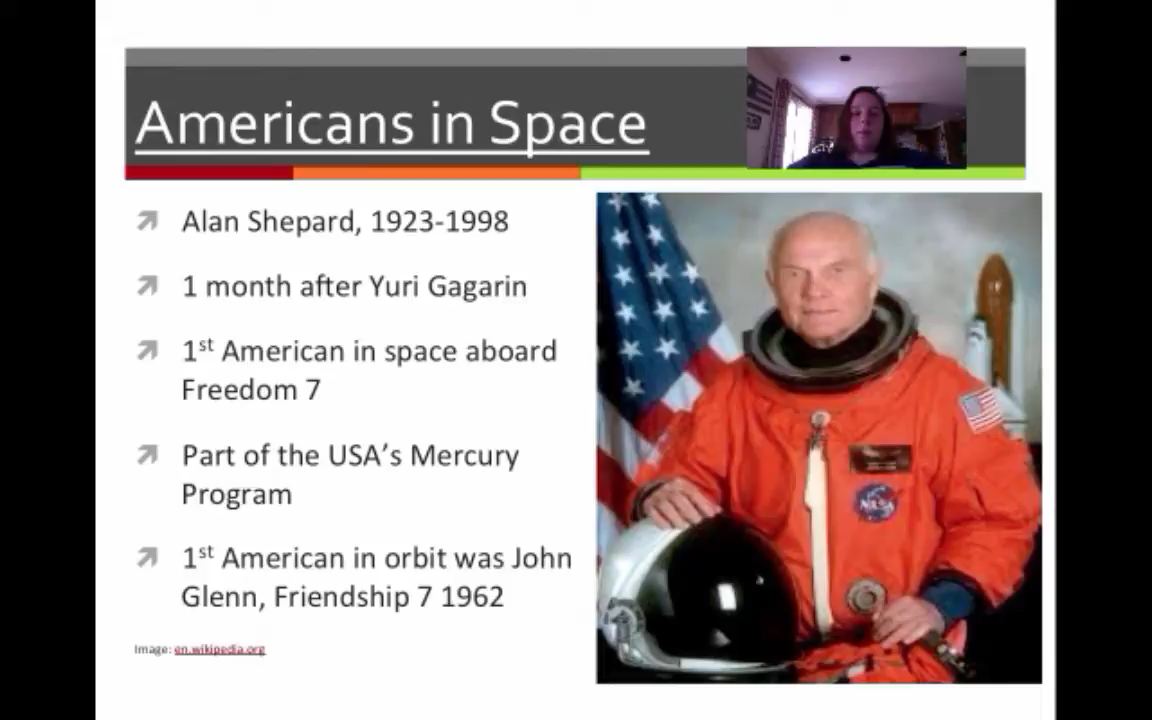 Americans in Space
Alan Shepard, 1923-1998
1 month after Yuri Gagarin
1st American in space aboard
Freedom 7
Part of the USA's Mercury
Program
1st American in orbit was John
Glenn, Friendship 7 1962
Image: en.wikipedia.org
NASA